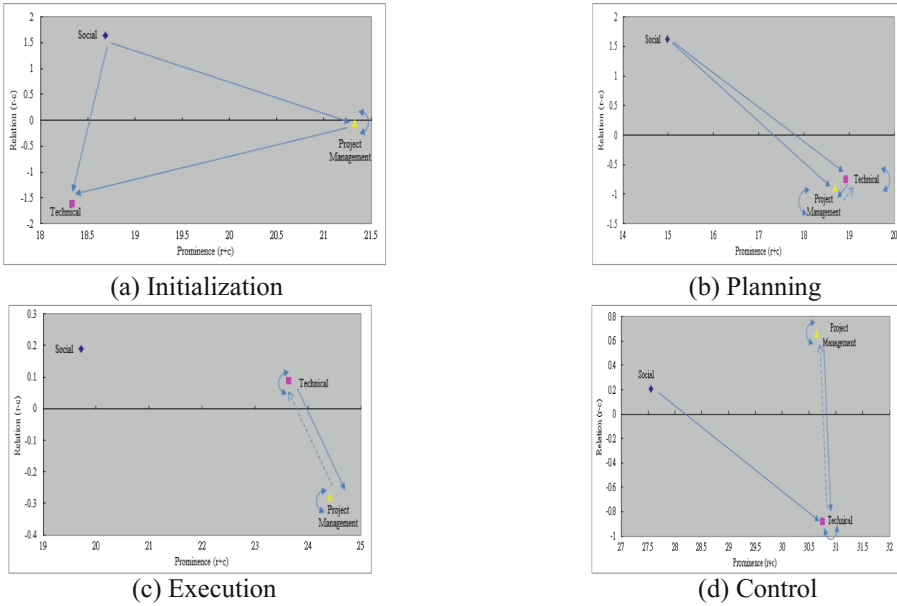 2
1.5
1
0.5
0
-0.5
-1
-1.5
-2
Relation (r-c)
Social
Project
Management
Technical
18
18.5
19
19.5
20
20.5
21
21.5
Prominence (r+c)
(a) Initialization
2
1.5
1
0.5
0
-0.5
-1
-1.5
Relation (r-c)
Social
Technical
Project
Management
14
15
16
17
18
19
20
Prominence (r+c)
(b) Planning
0.3
0.2
0.1
0
-0.1
-0.2
-0.3
-0.4
Relation (r-c)
Social
Technical
Project
Management
19
20
21
22
23
24
25
Prominence (r+c)
(c) Execution
0.8
0.6
0.4
0.2
0
-0.2
-0.4
-0.6
-0.8
-1
Relation (r-c)
Project
Management
Social
Technical
27
27.5
28
28.5
29
29.5
30
30.5
31
31.5
32
Prominence (r+c)
(d) Control